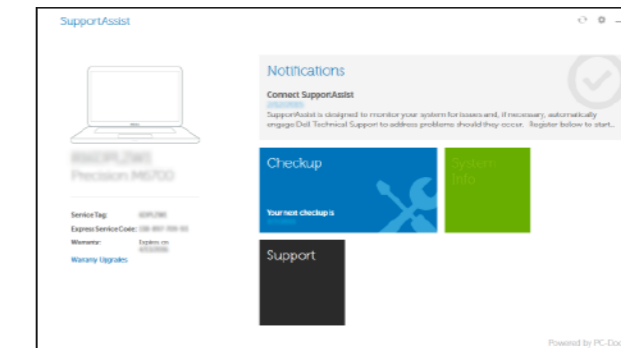 SupportAssist
Notifications
Connect SupportAssist
SupportAssist is designed to monitor your system for issues and, if necessary, automatically
engage Dell Technical Support to address problems should they occur. Register below to start...
Precision M6700
Checkup
System
Info
Service Tag:
Express Service Code:
Warranty: Expires on
Warranty Upgrades
Your next checkup is
Support
Powered by PC-Doc